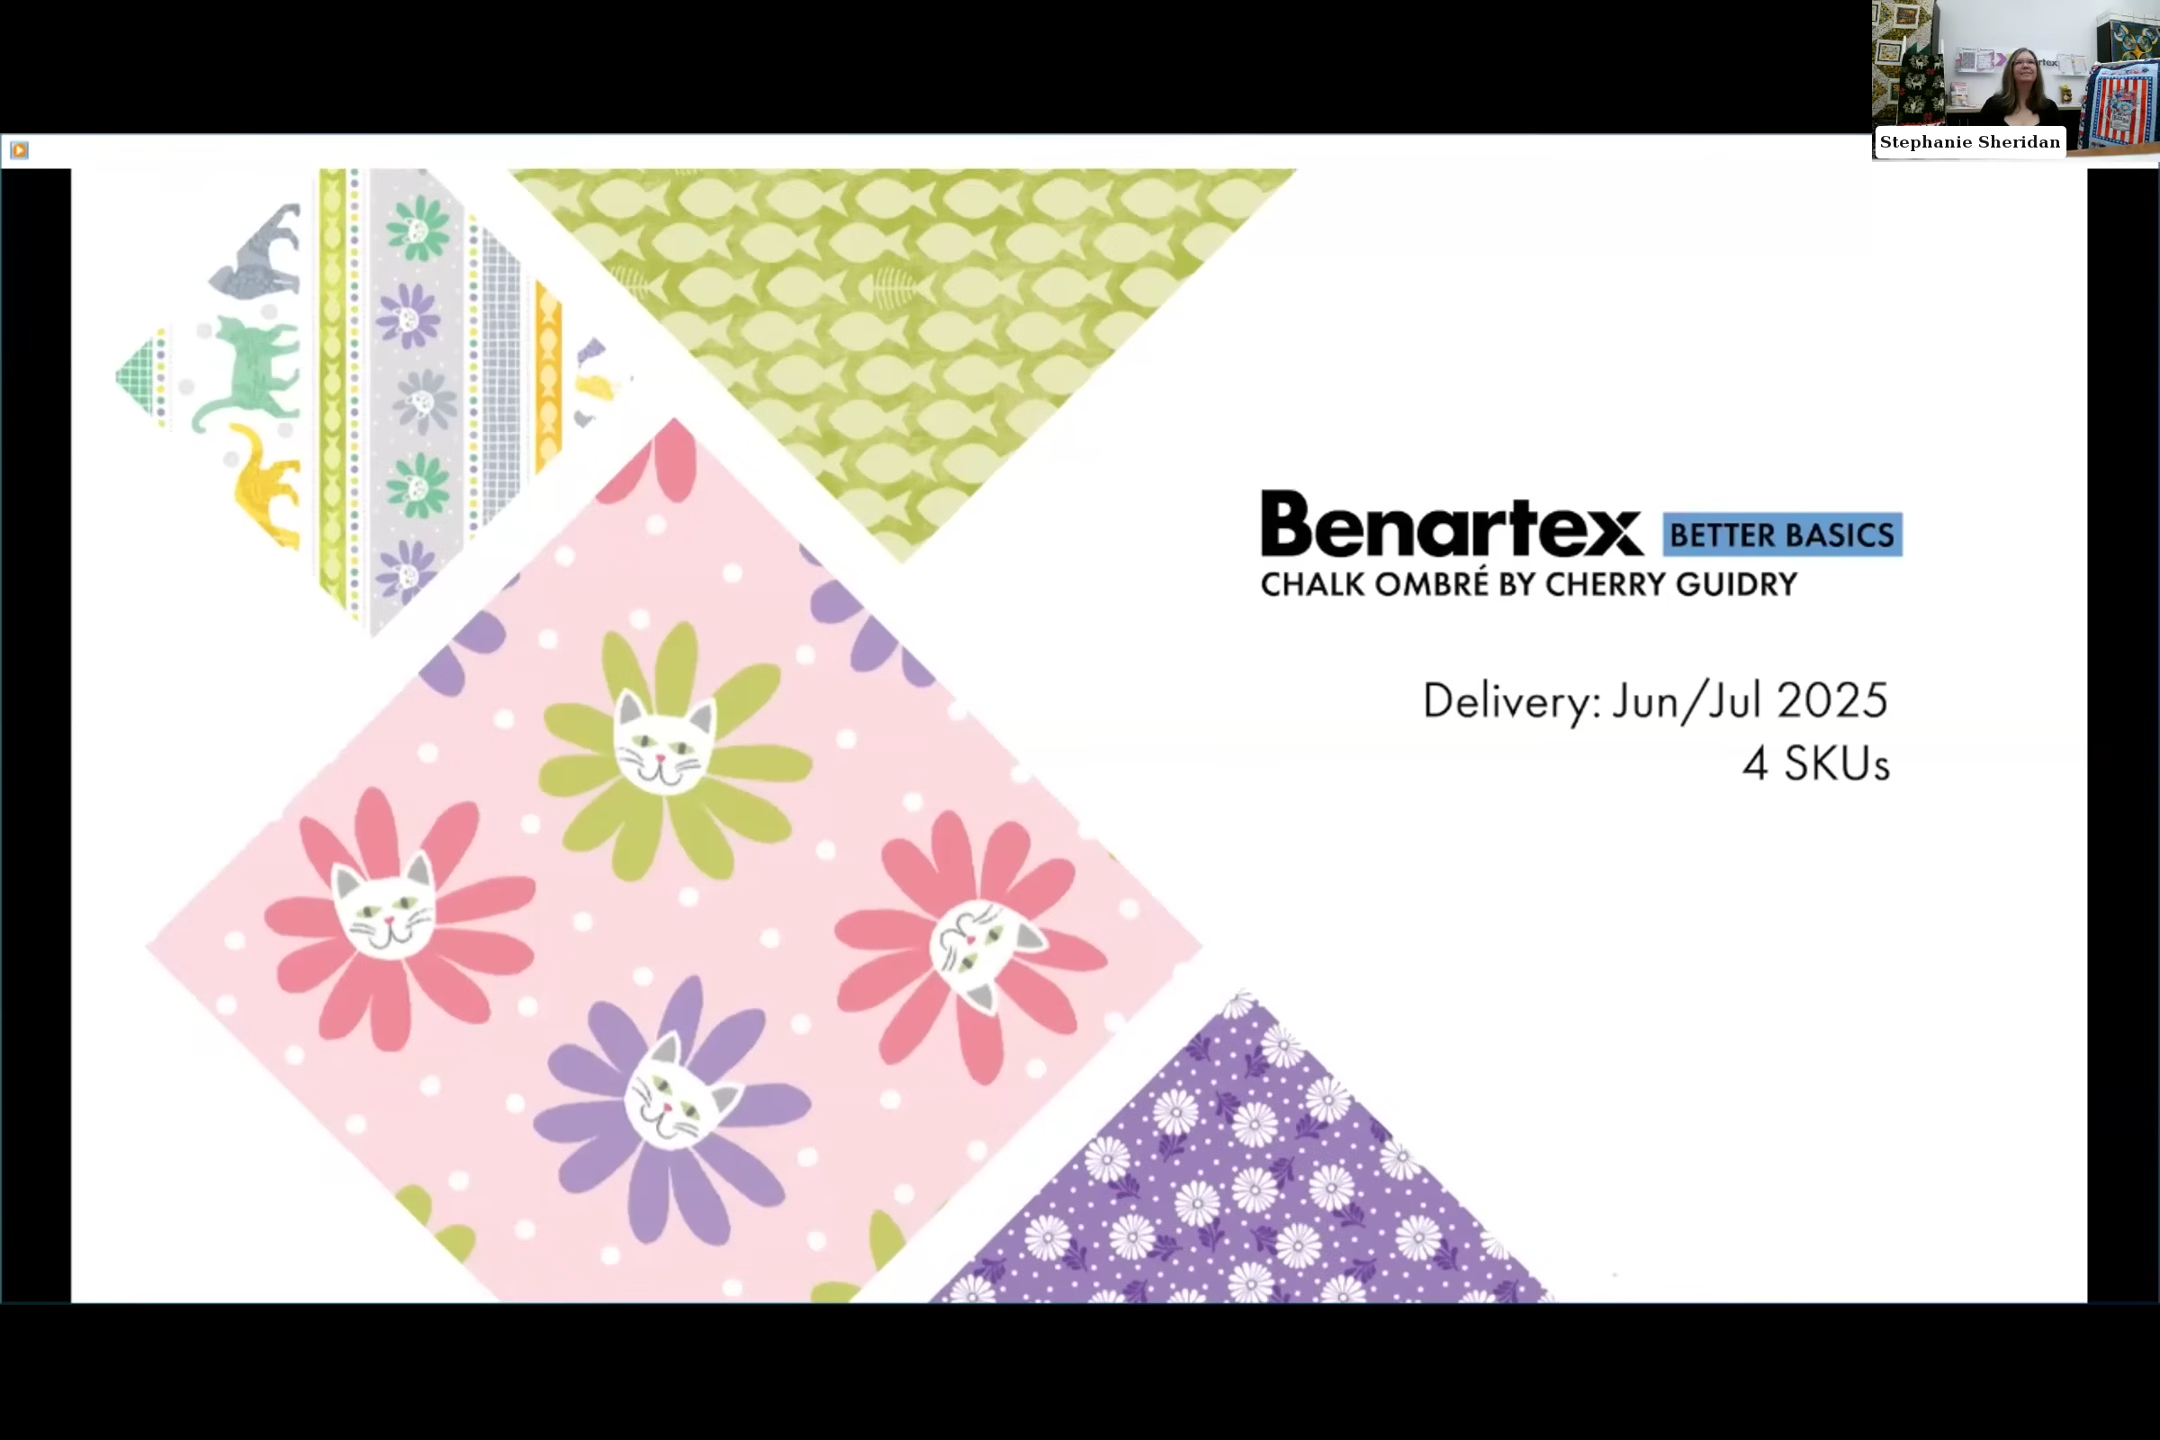 Stephanie Sheridan
Benartex BETTER BASICS
CHALK OMBRÉ BY CHERRY GUIDRY
Delivery: Jun/Jul 2025
4 SKUs